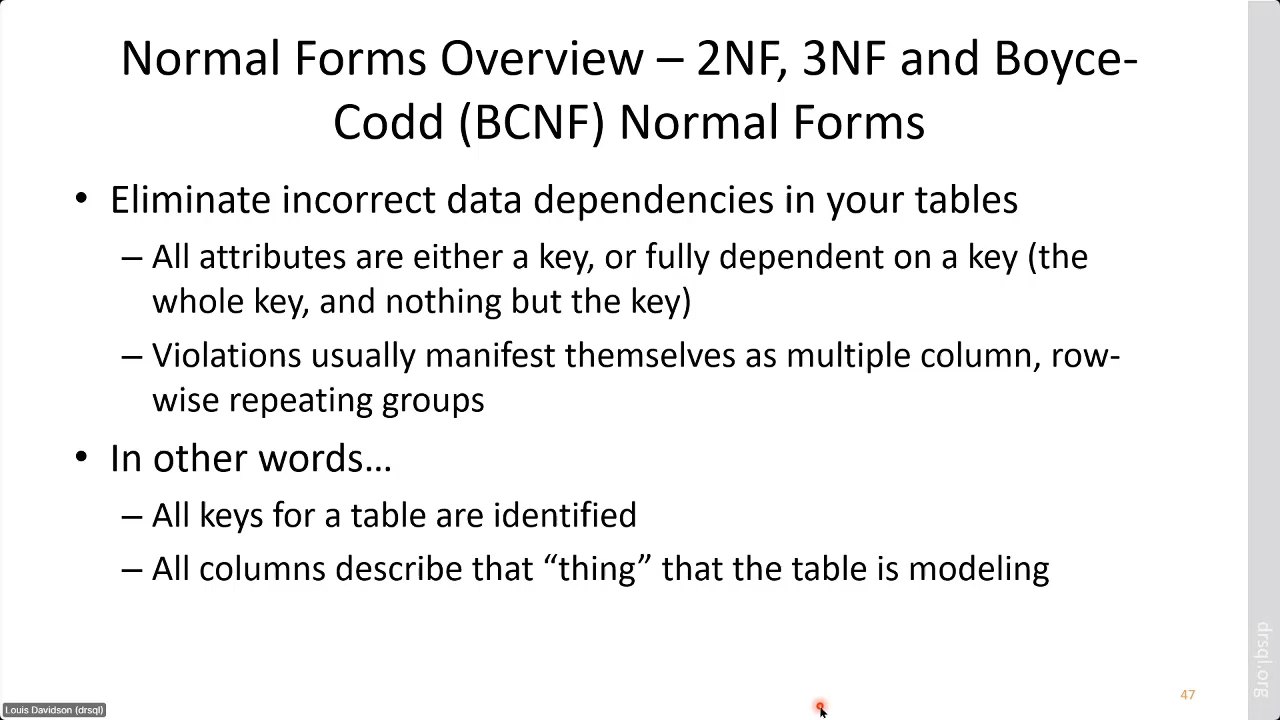 Normal Forms Overview – 2NF, 3NF and Boyce-
Codd (BCNF) Normal Forms
• Eliminate incorrect data dependencies in your tables
– All attributes are either a key, or fully dependent on a key (the
whole key, and nothing but the key)
– Violations usually manifest themselves as multiple column, row-
wise repeating groups
• In other words…
– All keys for a table are identified
– All columns describe that “thing” that the table is modeling
drsql.org
47
Louis Davidson (drsql)